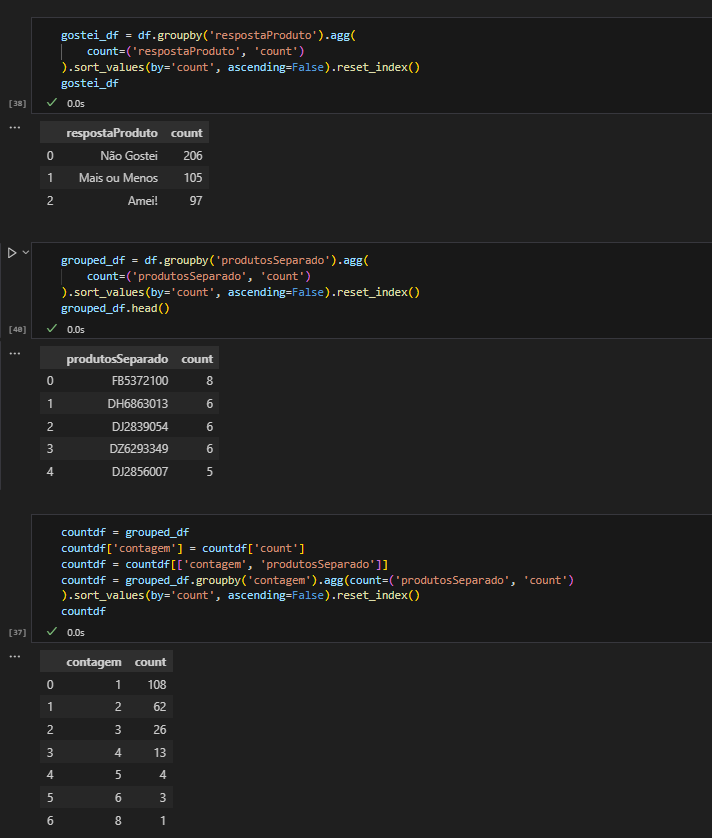 gostei_df = df.groupby('respostaProduto').agg(
count=('respostaProduto', 'count')
).sort_values(by='count', ascending=False).reset_index()
gostei_df
[38] 0.0s
...
respostaProduto count
0 Não Gostei 206
1 Mais ou Menos 105
2 Amei! 97
grouped_df = df.groupby('produtosSeparado').agg(
count=('produtosSeparado', 'count')
).sort_values(by='count', ascending=False).reset_index()
grouped_df.head()
[40] 0.0s
...
produtosSeparado count
0 FB5372100 8
1 DH6863013 6
2 DJ2839054 6
3 DZ6293349 6
4 DJ2856007 5
countdf = grouped_df
countdf['contagem'] = countdf['count']
countdf = countdf[['contagem', 'produtosSeparado']]
countdf = grouped_df.groupby('contagem').agg(count=('produtosSeparado', 'count')
).sort_values(by='count', ascending=False).reset_index()
countdf
[37] 0.0s
...
contagem count
0 1 108
1 2 62
2 3 26
3 4 13
4 5 4
5 6 3
6 8 1